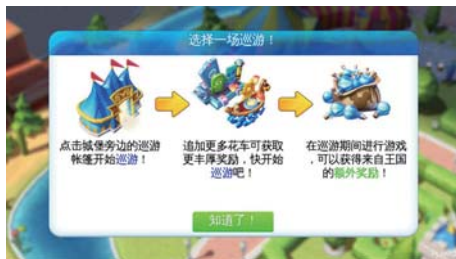 选择一场巡游！
点击城堡旁边的巡游
帐篷开始巡游！
追加更多花车可获取
更丰厚奖励，快开始
巡游吧！
在巡游期间进行游戏
，可以获得来自王国
的额外奖励！
知道了！